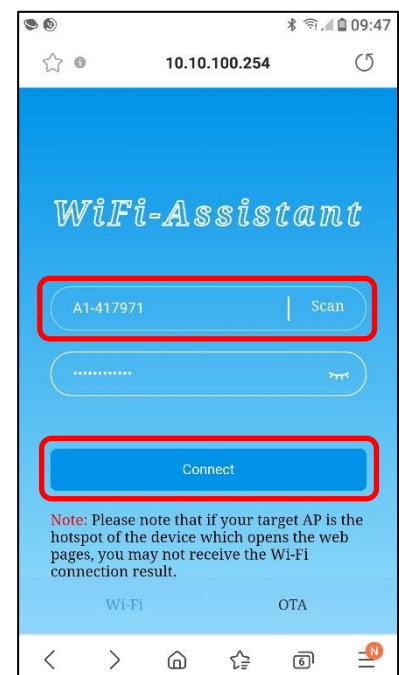 09:47
10.10.100.254
WiFi-Assistant
A1-417971 Scan
Connect
Note: Please note that if your target AP is the
hotspot of the device which opens the web
pages, you may not receive the Wi-Fi
connection result.
Wi-Fi OTA
6 N